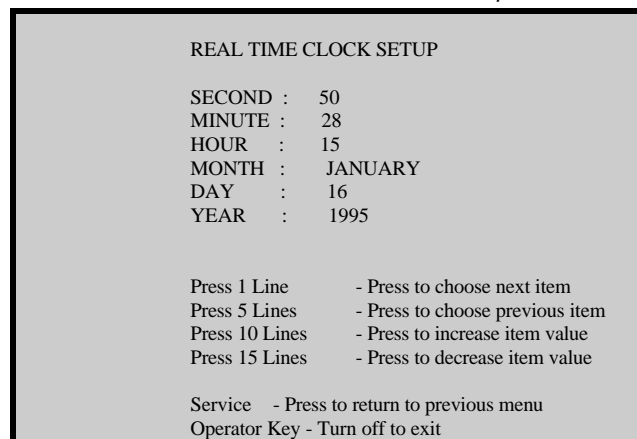 REAL TIME CLOCK SETUP
SECOND : 50
MINUTE : 28
HOUR : 15
MONTH : JANUARY
DAY : 16
YEAR : 1995
Press 1 Line - Press to choose next item
Press 5 Lines - Press to choose previous item
Press 10 Lines - Press to increase item value
Press 15 Lines - Press to decrease item value
Service - Press to return to previous menu
Operator Key - Turn off to exit